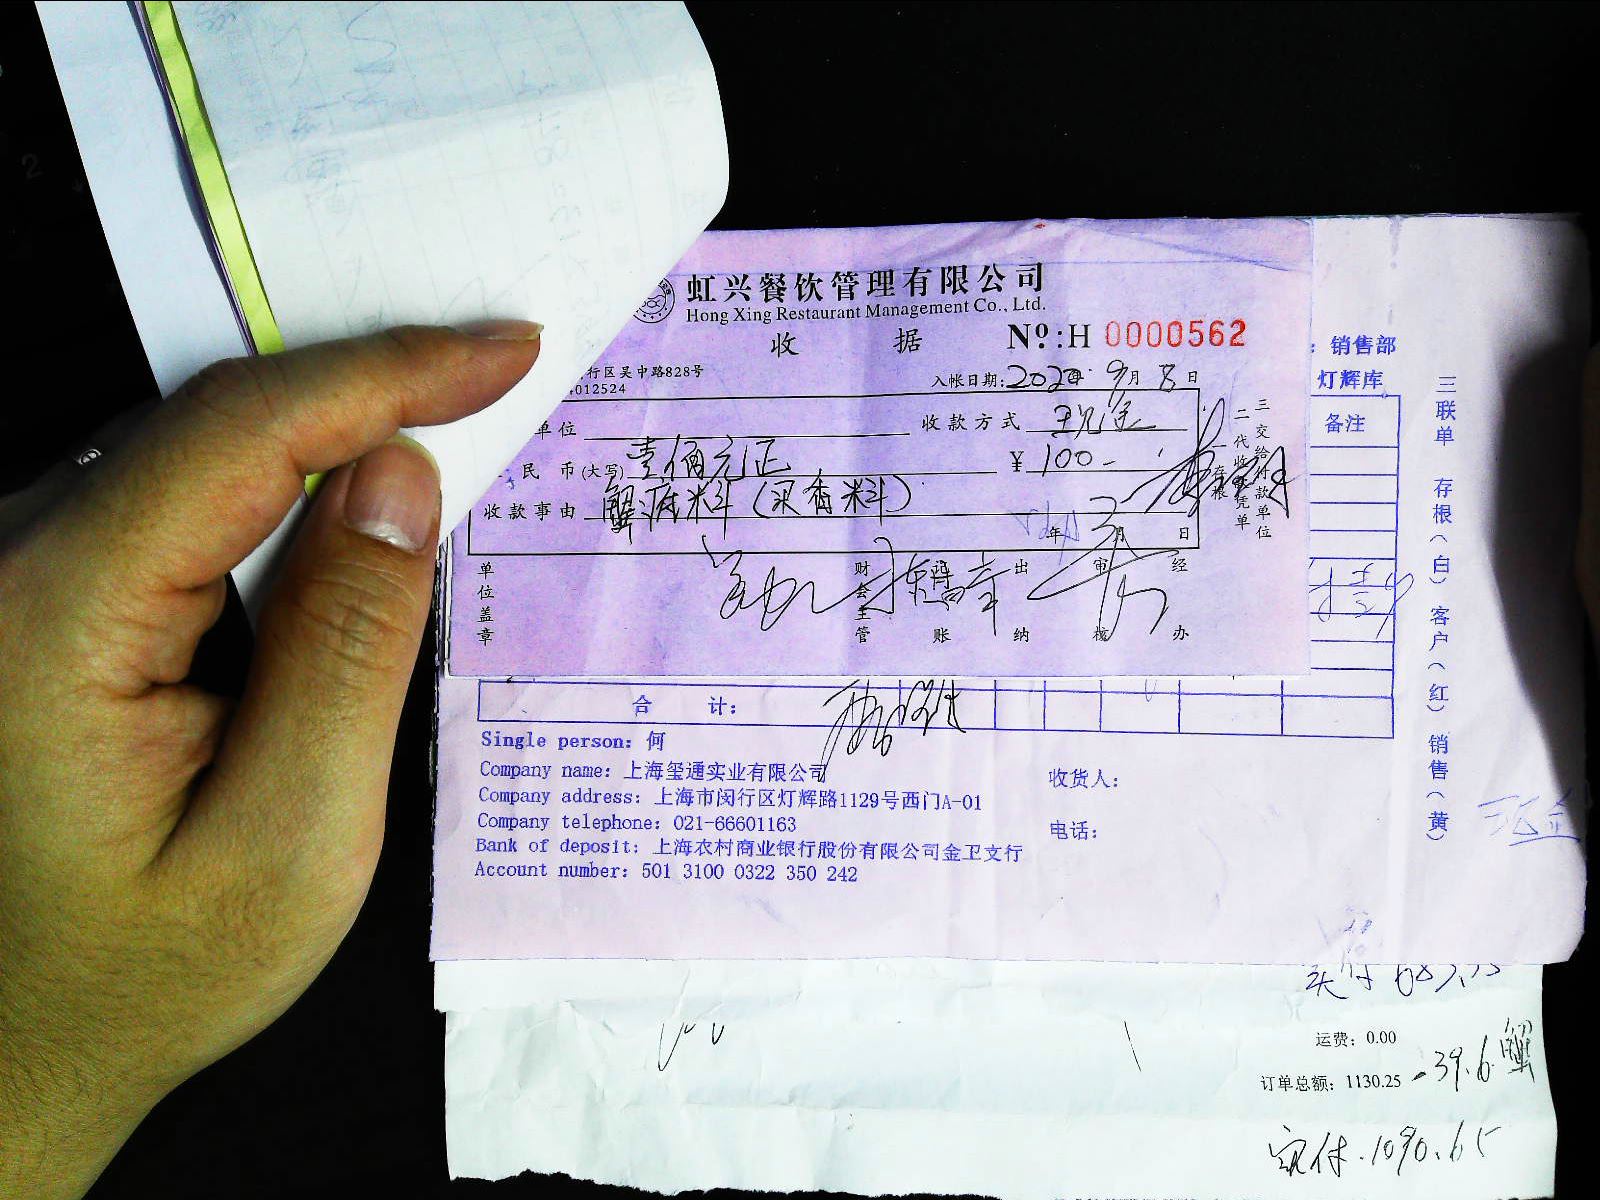 虹兴餐饮管理有限公司
Hong Xing Restaurant Management Co., Ltd.
收 据
Nº:H 0000562
行区吴中路828号
4012524
入帐日期: 2020年 9月 8日
单位
收款方式 现金
民 币(大写) 壹佰元正
¥ 100-
收款事由
料(
香料)
年 月 日
单位盖章
财会主管
账
出纳
审核
经办
一存根
二代收款凭单
三交给付款单位
: 销售部
灯辉库
备注
三联单 存根(白) 客户(红) 销售(黄)
合 计:
Single person: 何
Company name: 上海玺通实业有限公司
Company address: 上海市闵行区灯辉路1129号西门A-01
Company telephone: 021-66601163
Bank of deposit: 上海农村商业银行股份有限公司金卫支行
Account number: 501 3100 0322 350 242
收货人:
电话:
现金
运费: 0.00
订单总额: 1130.25 -39.6 蟹
实付.1090.65